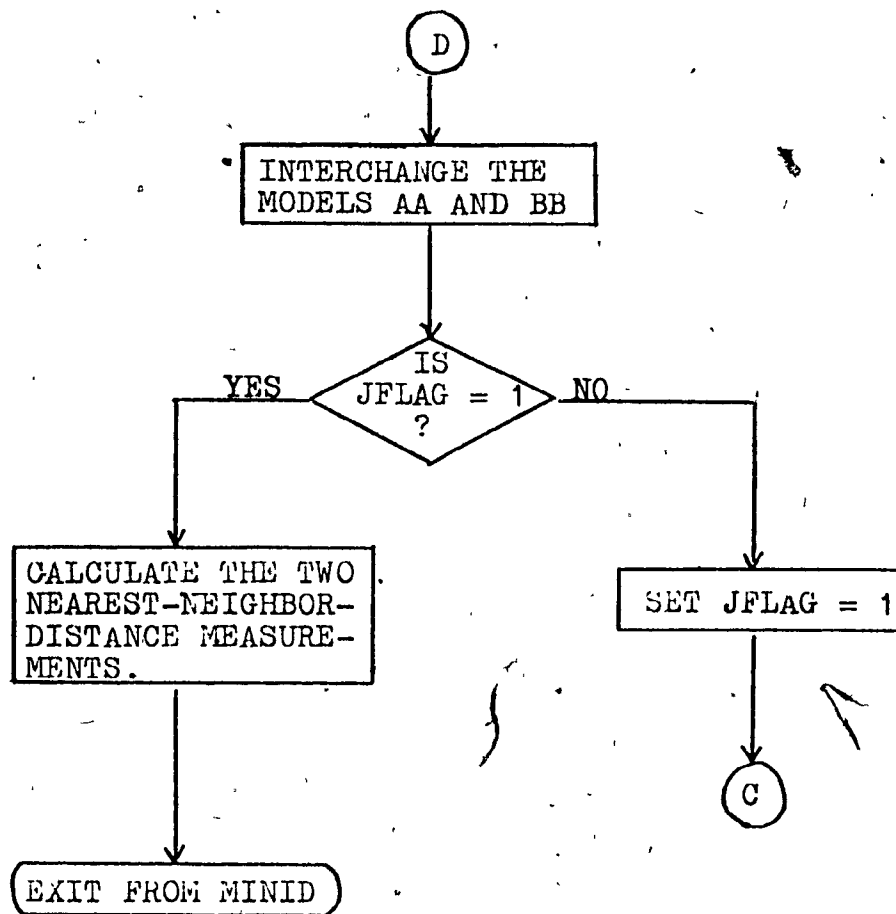 D
INTERCHANGE THE
MODELS AA AND BB
IS
JFLAG = 1
?
YES
NO
CALCULATE THE TWO
NEAREST-NEIGHBOR-
DISTANCE MEASURE-
MENTS.
SET JFLAG = 1
C
EXIT FROM MINID